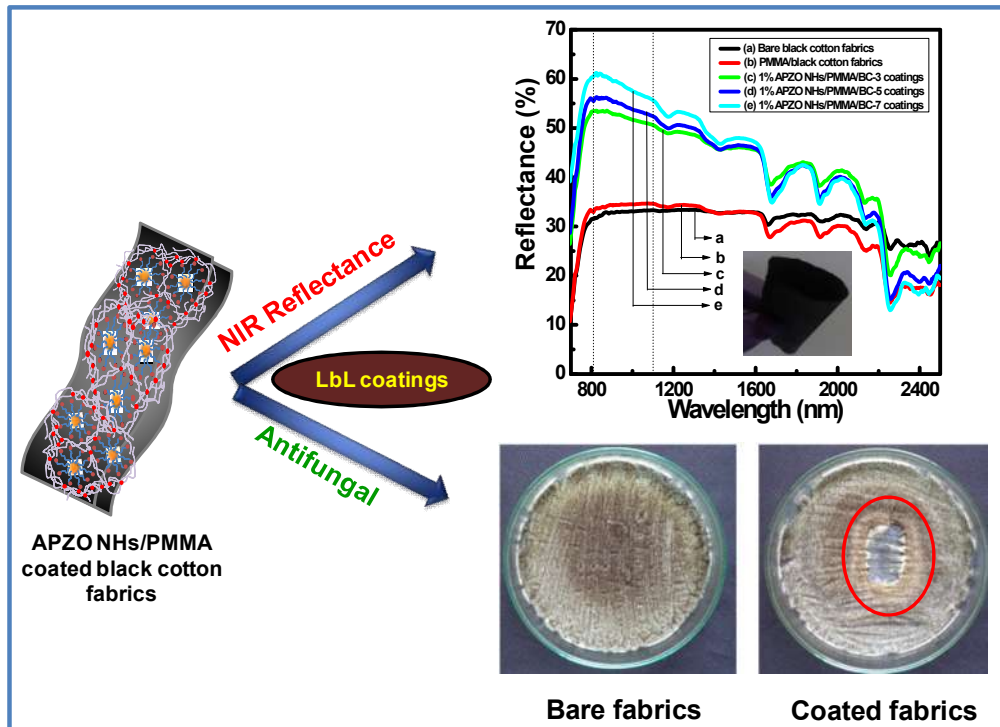 APZO NHs/PMMA
coated black cotton
fabrics
NIR Reflectance
LbL coatings
Antifungal
Reflectance (%)
70
60
50
40
30
20
10
0
(a) Bare black cotton fabrics
(b) PMMA/black cotton fabrics
(c) 1% APZO NHs/PMMA/BC-3 coatings
(d) 1% APZO NHs/PMMA/BC-5 coatings
(e) 1% APZO NHs/PMMA/BC-7 coatings
a
b
c
d
e
800 1200 1600 2000 2400
Wavelength (nm)
Bare fabrics
Coated fabrics